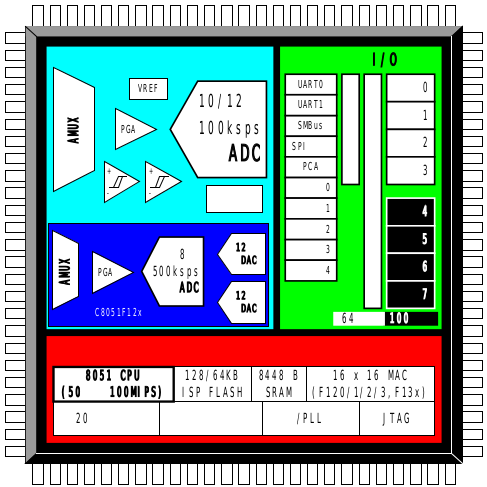 I/O
AMUX
VREF
PGA
10/12
100ksps
ADC
+
-
+
-
AMUX
PGA
8
500ksps
ADC
12
DAC
12
DAC
C8051F12x
UART0
UART1
SMBus
SPI
PCA
0
1
2
3
4
0
1
2
3
4
5
6
7
64 100
8051 CPU
(50 100MIPS)
128/64KB
ISP FLASH
8448 B
SRAM
16 x 16 MAC
(F120/1/2/3,F13x)
20
/PLL
JTAG